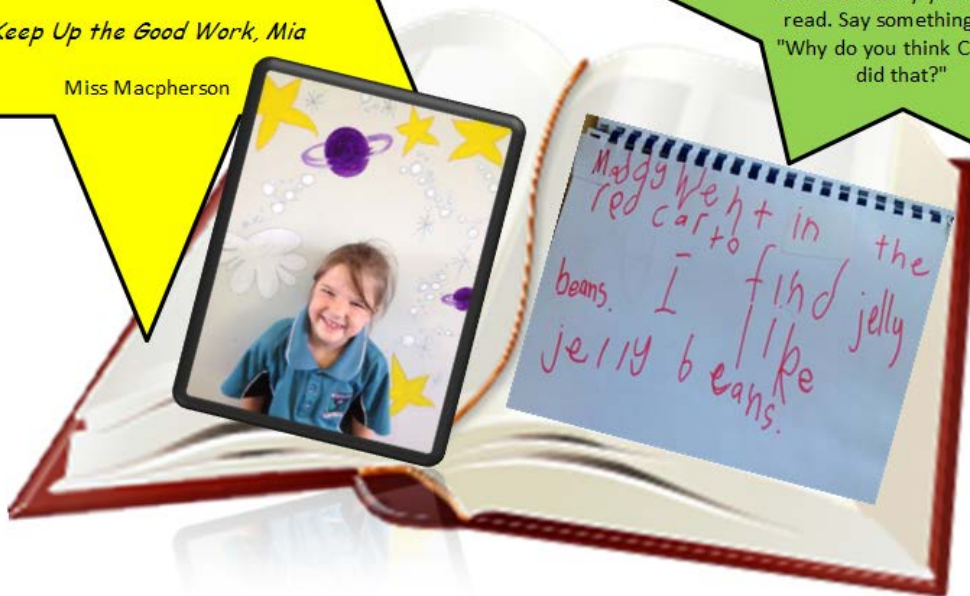 Keep Up the Good Work, Mia
Miss Macpherson
read. Say something
"Why do you think
did that?"
Maddy went in the
red car to find jelly
beans. I like
jelly beans.